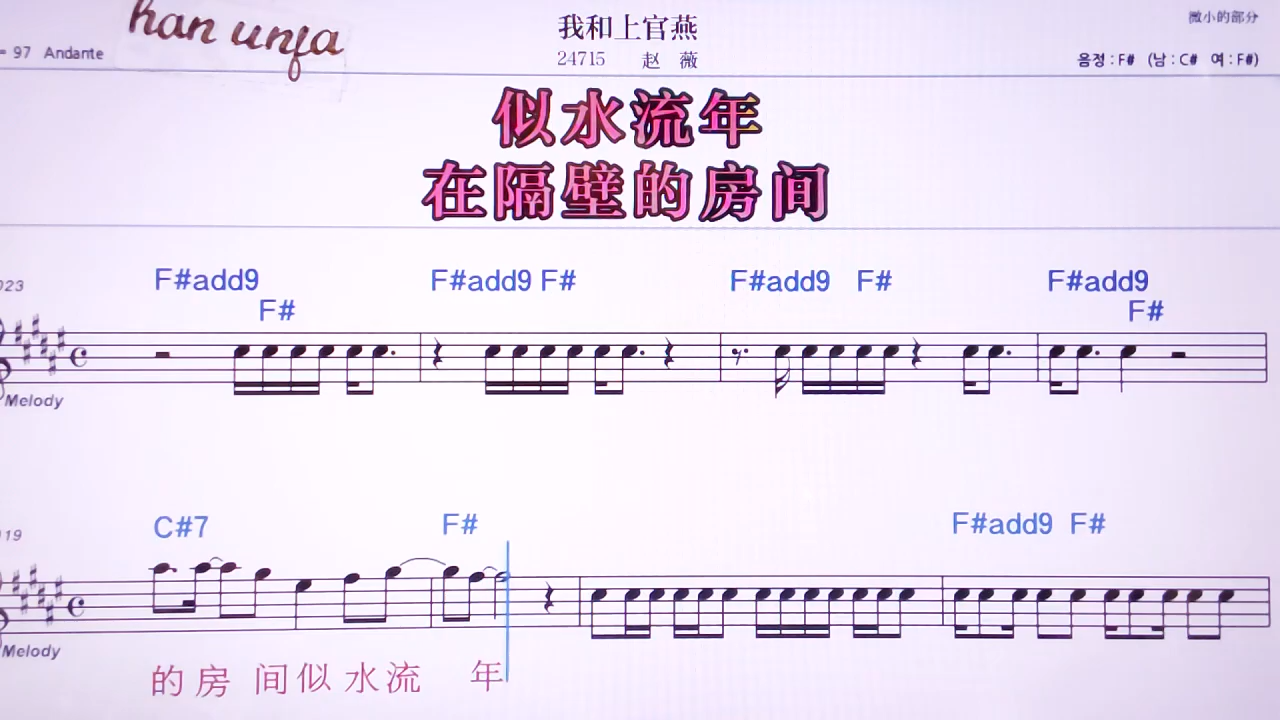 han unja
我和上官燕
微小的部分
= 97 Andante
24715 赵 薇
음정 : F# (남 : C# 여 : F#)
似水流年
在隔壁的房间
023
F#add9 F# F#add9 F# F#add9 F# F#add9 F#
Melody
019
C#7 F# F#add9 F#
Melody
的 房 间 似 水 流 年